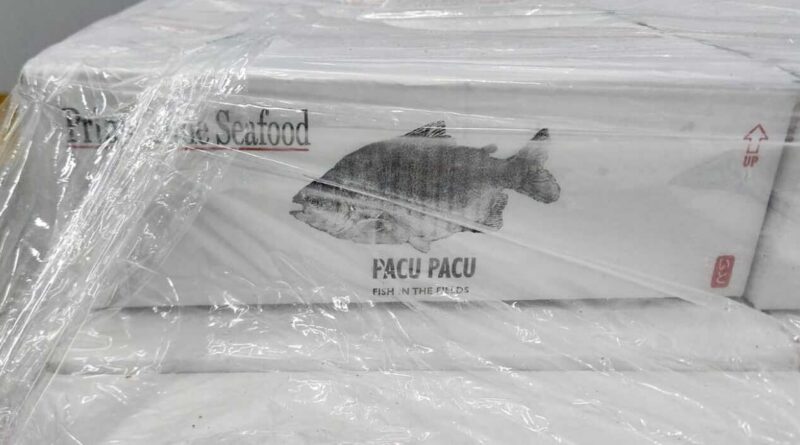 Seafood
UP
PACU PACU
FISH IN THE FIELDS